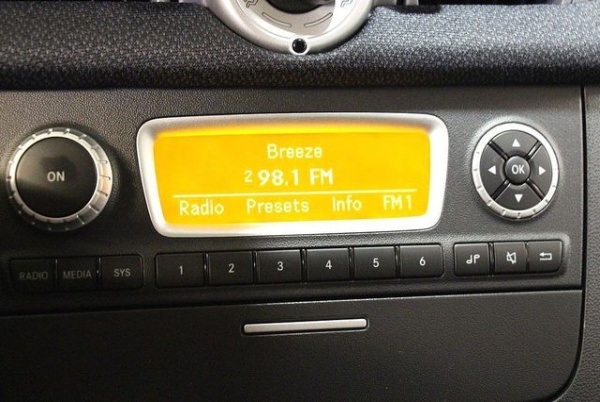 Breeze
2 98.1 FM
Radio Presets Info FM1
ON
OK
RADIO MEDIA SYS
1 2 3 4 5 6